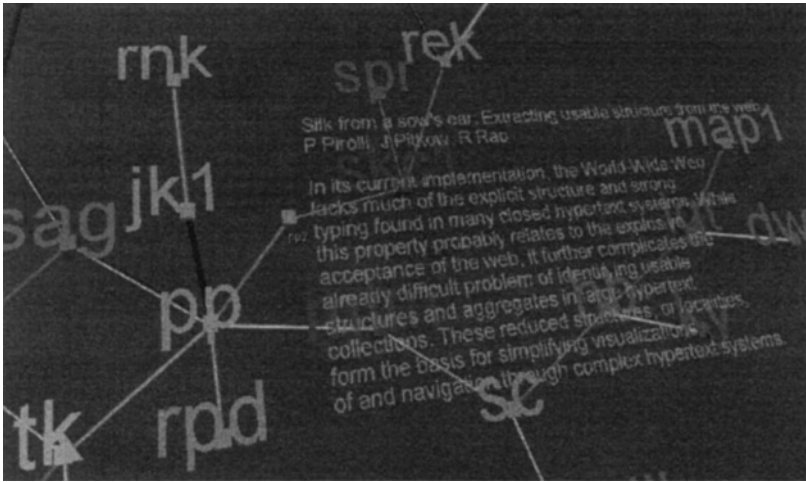 rnk
rek
spr
Silk from a sow's ear: Extracting usable structure from the web
P Pirolli, J Pitkow, R Rao
map1
In its current implementation, the World-Wide Web
lacks much of the explicit structure and strong
typing found in many closed hypertext systems. While
this property probably relates to the explosive
acceptance of the web, it further complicates the
already difficult problem of identifying usable
structures and aggregates in large hypertext
collections. These reduced structures, or localities,
form the basis for simplifying visualizations
of and navigation through complex hypertext systems.
jk1
sag
dw
pp
tk
rpd
sc